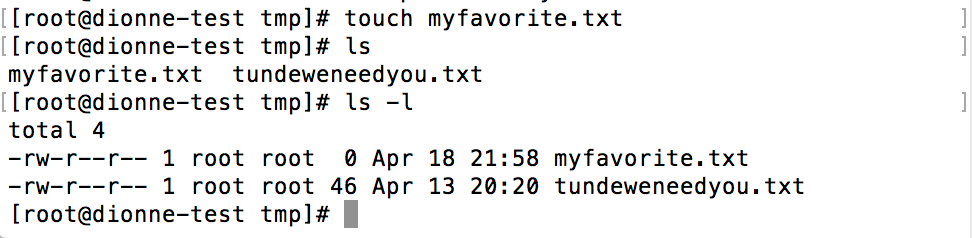 [[root@dionne-test tmp]# touch myfavorite.txt ]
[[root@dionne-test tmp]# ls ]
myfavorite.txt  tundeweneedyou.txt
[[root@dionne-test tmp]# ls -l ]
total 4
-rw-r--r-- 1 root root  0 Apr 18 21:58 myfavorite.txt
-rw-r--r-- 1 root root 46 Apr 13 20:20 tundeweneedyou.txt
[root@dionne-test tmp]#